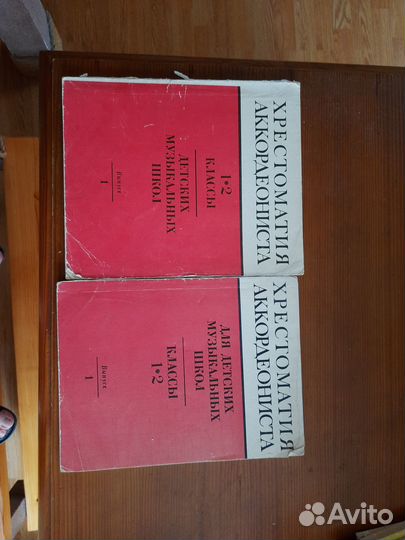 ХРЕСТОМАТИЯ
АККОРДЕОНИСТА
1•2
КЛАССЫ
ДЕТСКИХ
МУЗЫКАЛЬНЫХ
ШКОЛ
Выпуск
1
ХРЕСТОМАТИЯ
АККОРДЕОНИСТА
ДЛЯ ДЕТСКИХ
МУЗЫКАЛЬНЫХ
ШКОЛ
КЛАССЫ
1•2
Выпуск
1
Avito